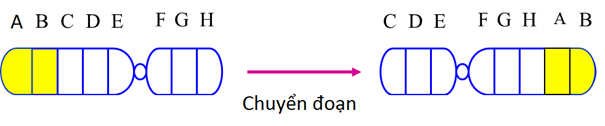 A B C D E F G H
C D E F G H A B
Chuyển đoạn